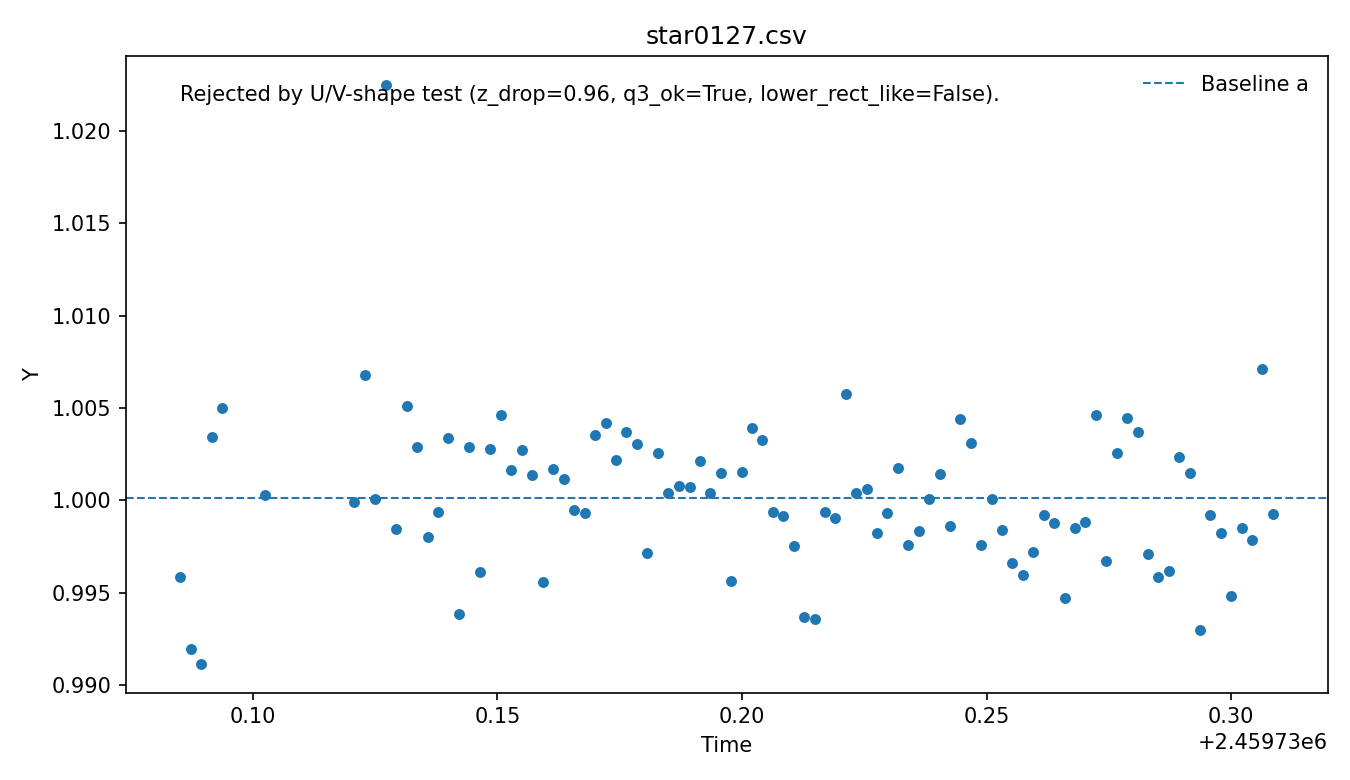 star0127.csv
Rejected by U/V-shape test (z_drop=0.96, q3_ok=True, lower_rect_like=False).
Baseline a
1.020
1.015
1.010
1.005
1.000
0.995
0.990
Y
0.10 0.15 0.20 0.25 0.30
Time
+2.45973e6